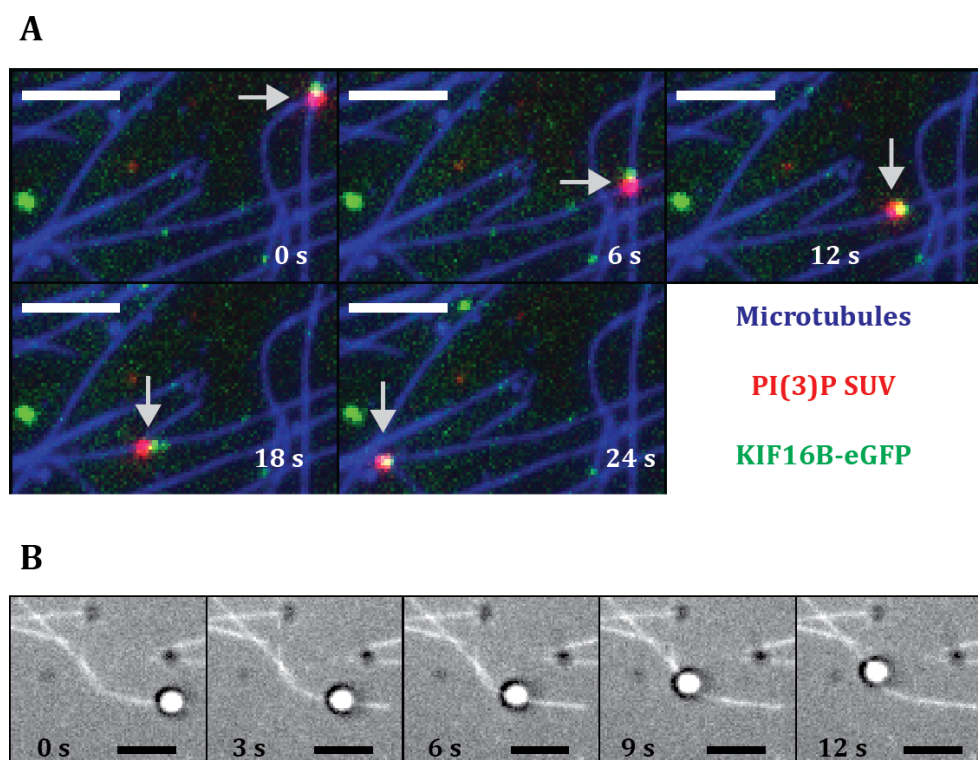 A
0 s
6 s
12 s
18 s
24 s
Microtubules
PI(3)P SUV
KIF16B-eGFP
B
0 s
3 s
6 s
9 s
12 s